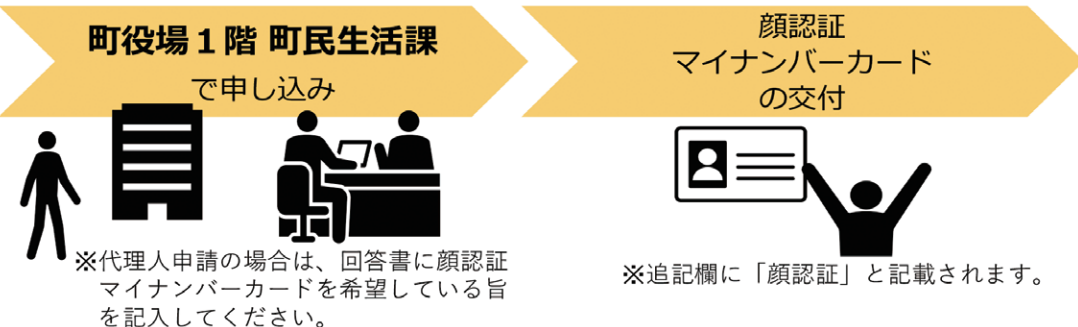 町役場１階 町民生活課
で申し込み
顔認証
マイナンバーカード
の交付
※代理人申請の場合は、回答書に顔認証
マイナンバーカードを希望している旨
を記入してください。
※追記欄に「顔認証」と記載されます。